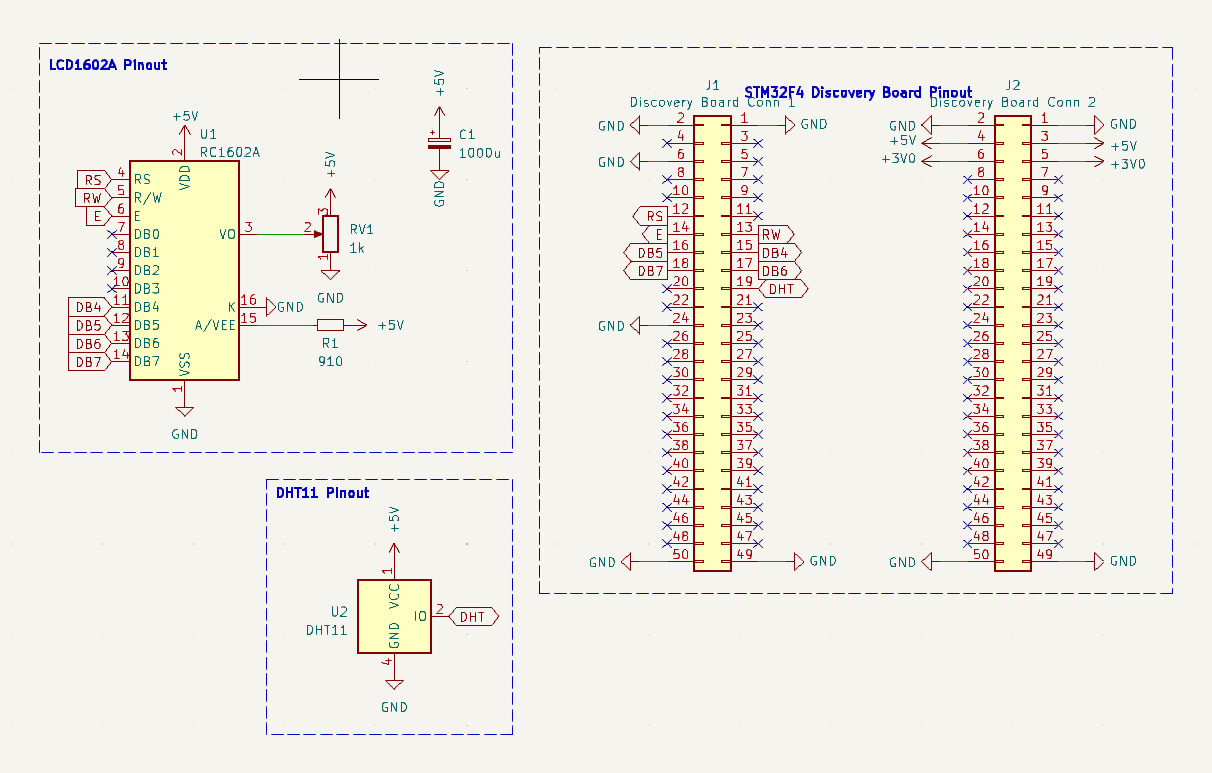 LCD1602A Pinout
+5V
U1
RC1602A
2
VDD
RS 4 RS
RW 5 R/W
E 6 E
7 DB0
8 DB1
9 DB2
10 DB3
DB4 11 DB4
DB5 12 DB5
DB6 13 DB6
DB7 14 DB7
VO 3
K 16 GND
A/VEE 15
VSS
1
GND
+5V
3
2
1
RV1
1k
GND
+5V
R1
910
+5V
C1
1000u
GND
DHT11 Pinout
+5V
1
VCC
U2
DHT11
IO 2 DHT
GND
4
GND
STM32F4 Discovery Board Pinout
J1
Discovery Board Conn 1
GND 2 1 GND
4 3
GND 6 5
8 7
10 9
RS 12 11
E 14 13 RW
DB5 16 15 DB4
DB7 18 17 DB6
20 19 DHT
22 21
GND 24 23
26 25
28 27
30 29
32 31
34 33
36 35
38 37
40 39
42 41
44 43
46 45
48 47
GND 50 49 GND
J2
Discovery Board Conn 2
GND 2 1 GND
+5V 4 3 +5V
+3V0 6 5 +3V0
8 7
10 9
12 11
14 13
16 15
18 17
20 19
22 21
24 23
26 25
28 27
30 29
32 31
34 33
36 35
38 37
40 39
42 41
44 43
46 45
48 47
GND 50 49 GND